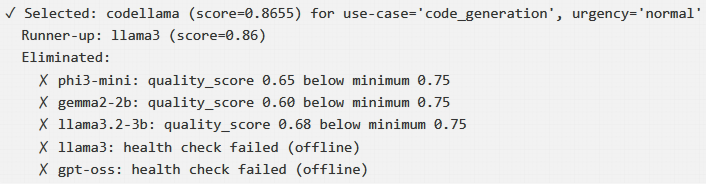 ✓ Selected: codellama (score=0.8655) for use-case='code_generation', urgency='normal'
Runner-up: llama3 (score=0.86)
Eliminated:
✗ phi3-mini: quality_score 0.65 below minimum 0.75
✗ gemma2-2b: quality_score 0.60 below minimum 0.75
✗ llama3.2-3b: quality_score 0.68 below minimum 0.75
✗ llama3: health check failed (offline)
✗ gpt-oss: health check failed (offline)